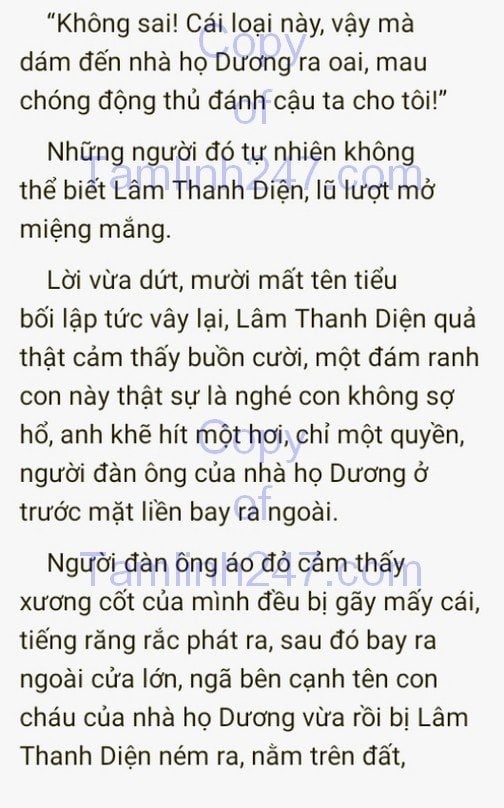 “Không sai! Cái loại này, vậy mà
dám đến nhà họ Dương ra oai, mau
chóng động thủ đánh cậu ta cho tôi!”
Những người đó tự nhiên không
thể biết Lâm Thanh Diện, lũ lượt mở
miệng mắng.
Lời vừa dứt, mười mất tên tiểu
bối lập tức vây lại, Lâm Thanh Diện quả
thật cảm thấy buồn cười, một đám ranh
con này thật sự là nghé con không sợ
hổ, anh khẽ hít một hơi, chỉ một quyền,
người đàn ông của nhà họ Dương ở
trước mặt liền bay ra ngoài.
Người đàn ông áo đỏ cảm thấy
xương cốt của mình đều bị gãy mấy cái,
tiếng răng rắc phát ra, sau đó bay ra
ngoài cửa lớn, ngã bên cạnh tên con
cháu của nhà họ Dương vừa rồi bị Lâm
Thanh Diện ném ra, nằm trên đất,
Copy
of
Tamlinh247.com
Copy
of
Tamlinh247.com